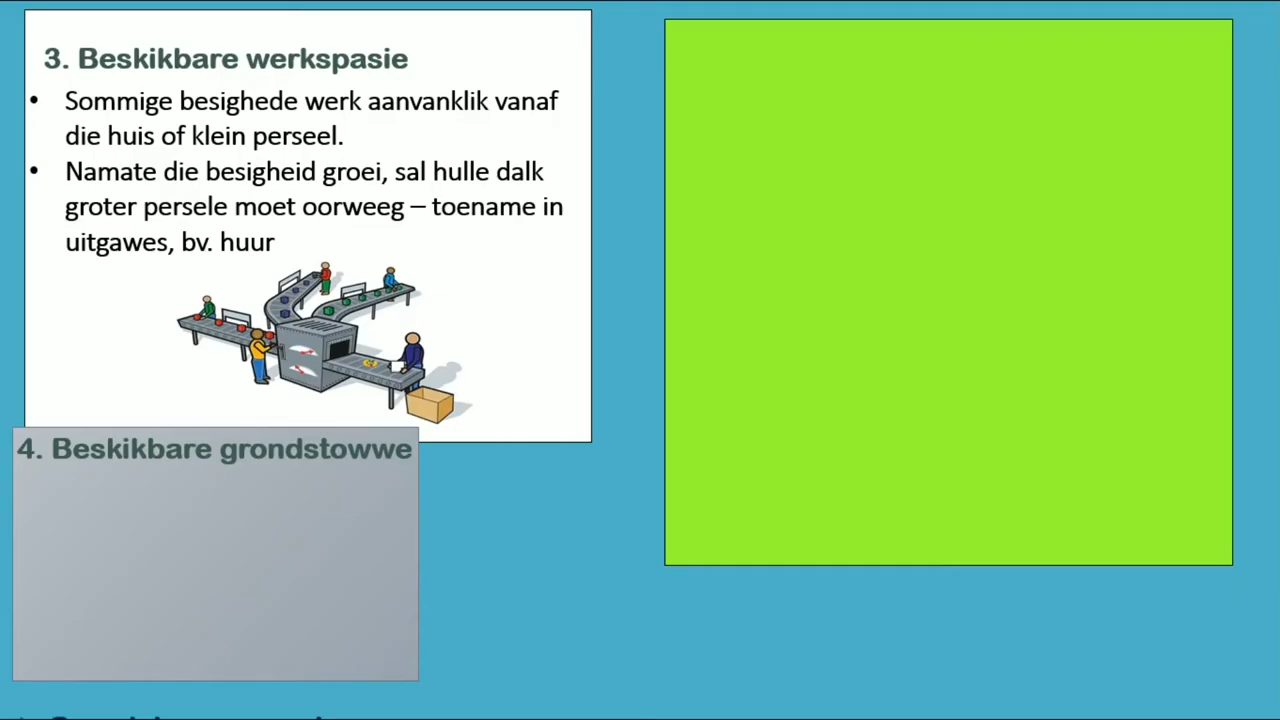 3. Beskikbare werkspasie
• Sommige besighede werk aanvanklik vanaf
die huis of klein perseel.
• Namate die besigheid groei, sal hulle dalk
groter persele moet oorweeg – toename in
uitgawes, bv. huur
4. Beskikbare grondstowwe